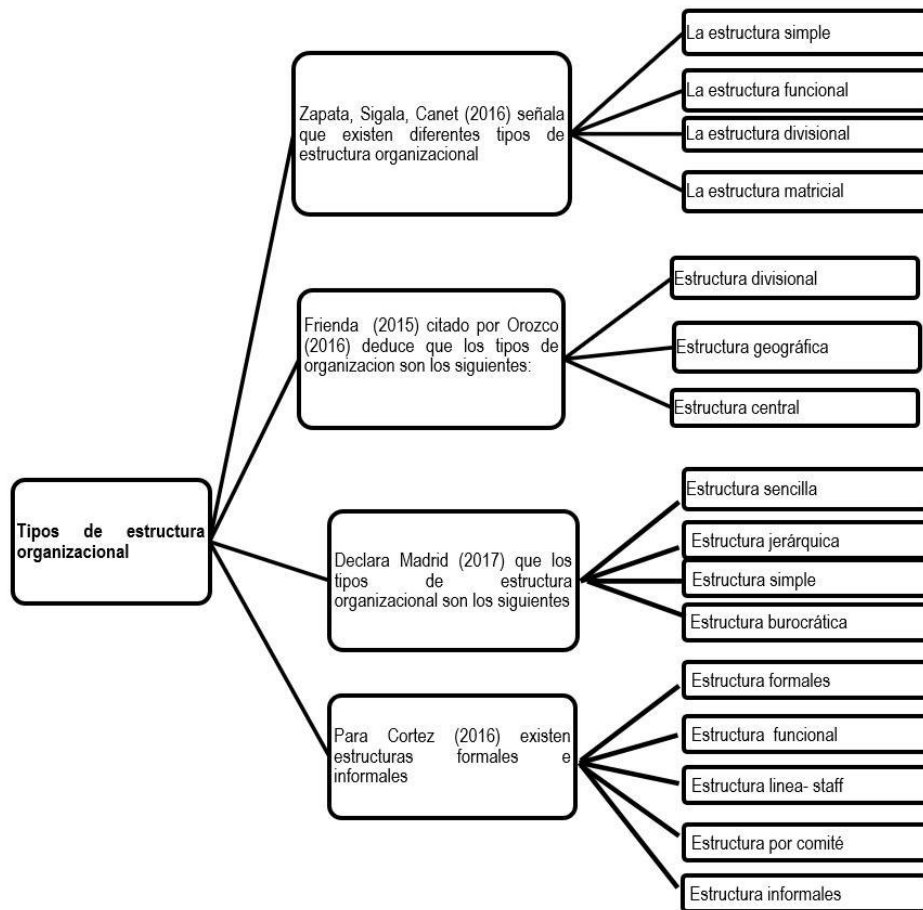 Tipos de estructura
organizacional
Zapata, Sigala, Canet (2016) señala
que existen diferentes tipos de
estructura organizacional
La estructura simple
La estructura funcional
La estructura divisional
La estructura matricial
Frienda (2015) citado por Orozco
(2016) deduce que los tipos de
organizacion son los siguientes:
Estructura divisional
Estructura geográfica
Estructura central
Declara Madrid (2017) que los
tipos de estructura
organizacional son los siguientes
Estructura sencilla
Estructura jerárquica
Estructura simple
Estructura burocrática
Para Cortez (2016) existen
estructuras formales e
informales
Estructura formales
Estructura funcional
Estructura linea- staff
Estructura por comité
Estructura informales